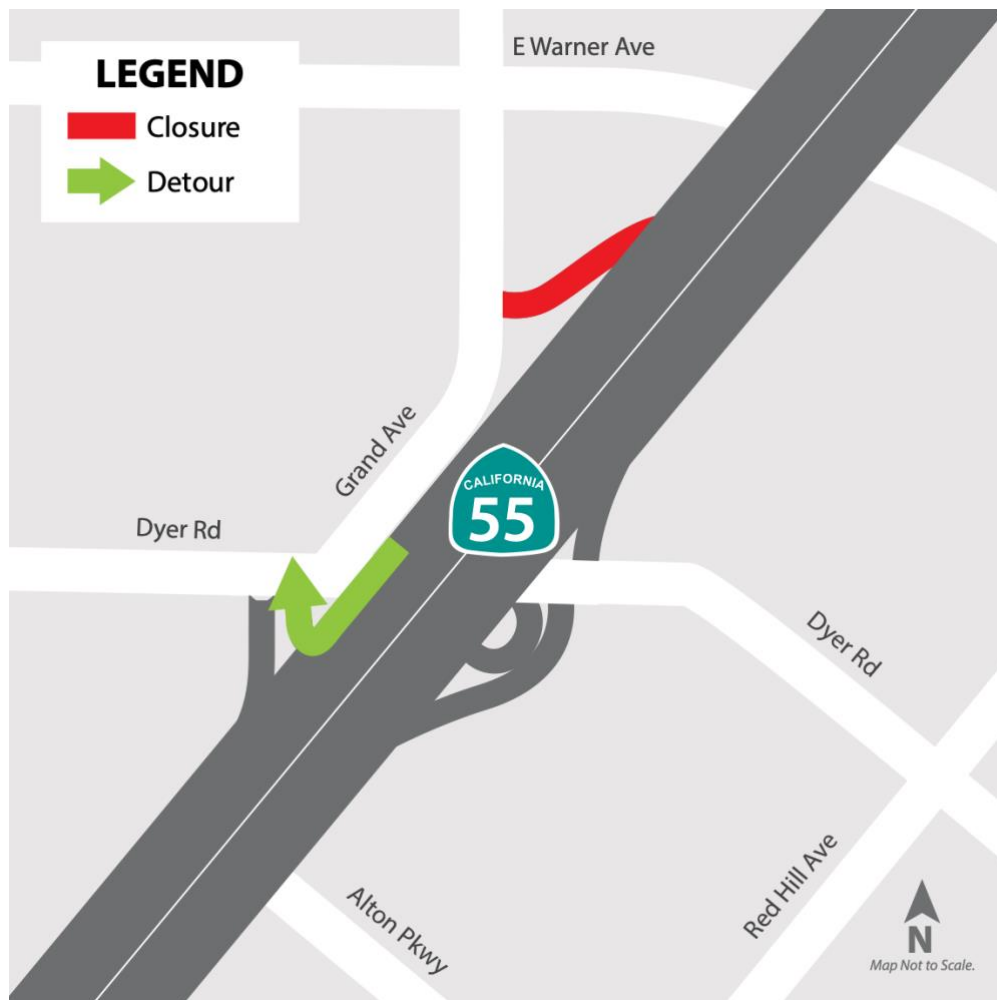 E Warner Ave
LEGEND
Closure
Detour
Grand Ave
CALIFORNIA
55
Dyer Rd
Dyer Rd
Red Hill Ave
Alton Pkwy
N
Map Not to Scale.